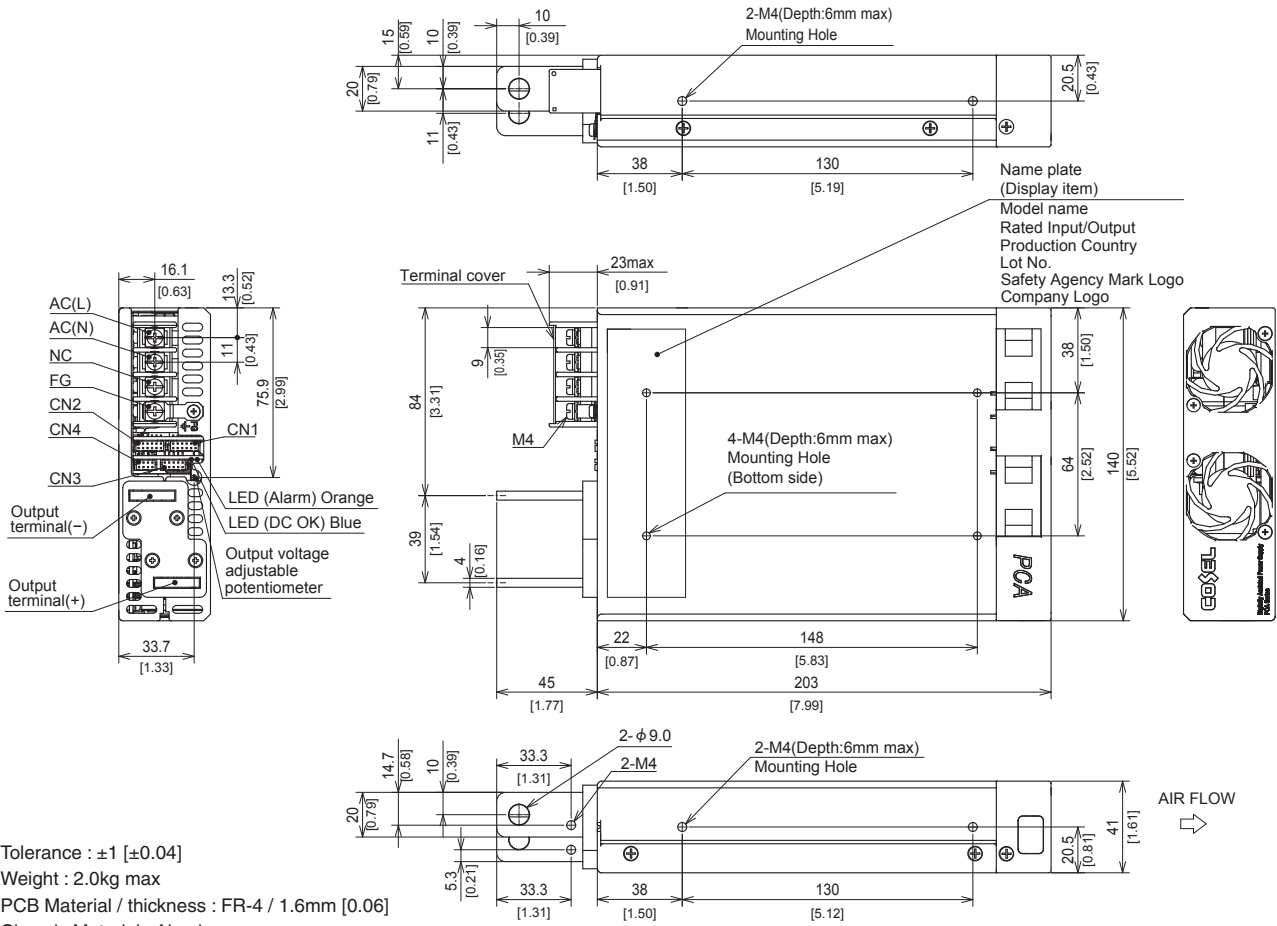 10
[0.39]
2-M4(Depth:6mm max)
Mounting Hole
15
[0.59]
10
[0.39]
20
[0.79]
11
[0.43]
20.5
[0.43]
38
[1.50]
130
[5.19]
Name plate
(Display item)
Model name
Rated Input/Output
Production Country
Lot No.
Safety Agency Mark Logo
Company Logo
16.1
[0.63]
13.3
[0.52]
AC(L)
AC(N)
NC
FG
CN2
CN4
CN3
CN1
11
[0.43]
75.9
[2.99]
LED (Alarm) Orange
LED (DC OK) Blue
Output
terminal(−)
Output voltage
adjustable
potentiometer
Output
terminal(+)
33.7
[1.33]
Terminal cover
23max
[0.91]
9
[0.35]
84
[3.31]
M4
4-M4(Depth:6mm max)
Mounting Hole
(Bottom side)
38
[1.50]
64
[2.52]
140
[5.52]
39
[1.54]
4
[0.16]
PCA
22
[0.87]
148
[5.83]
45
[1.77]
203
[7.99]
COSEL
2-ϕ9.0
33.3
[1.31]
2-M4
2-M4(Depth:6mm max)
Mounting Hole
14.7
[0.58]
10
[0.39]
20
[0.79]
5.3
[0.21]
33.3
[1.31]
38
[1.50]
130
[5.12]
20.5
[0.81]
41
[1.61]
AIR FLOW
Tolerance : ±1 [±0.04]
Weight : 2.0kg max
PCB Material / thickness : FR-4 / 1.6mm [0.06]